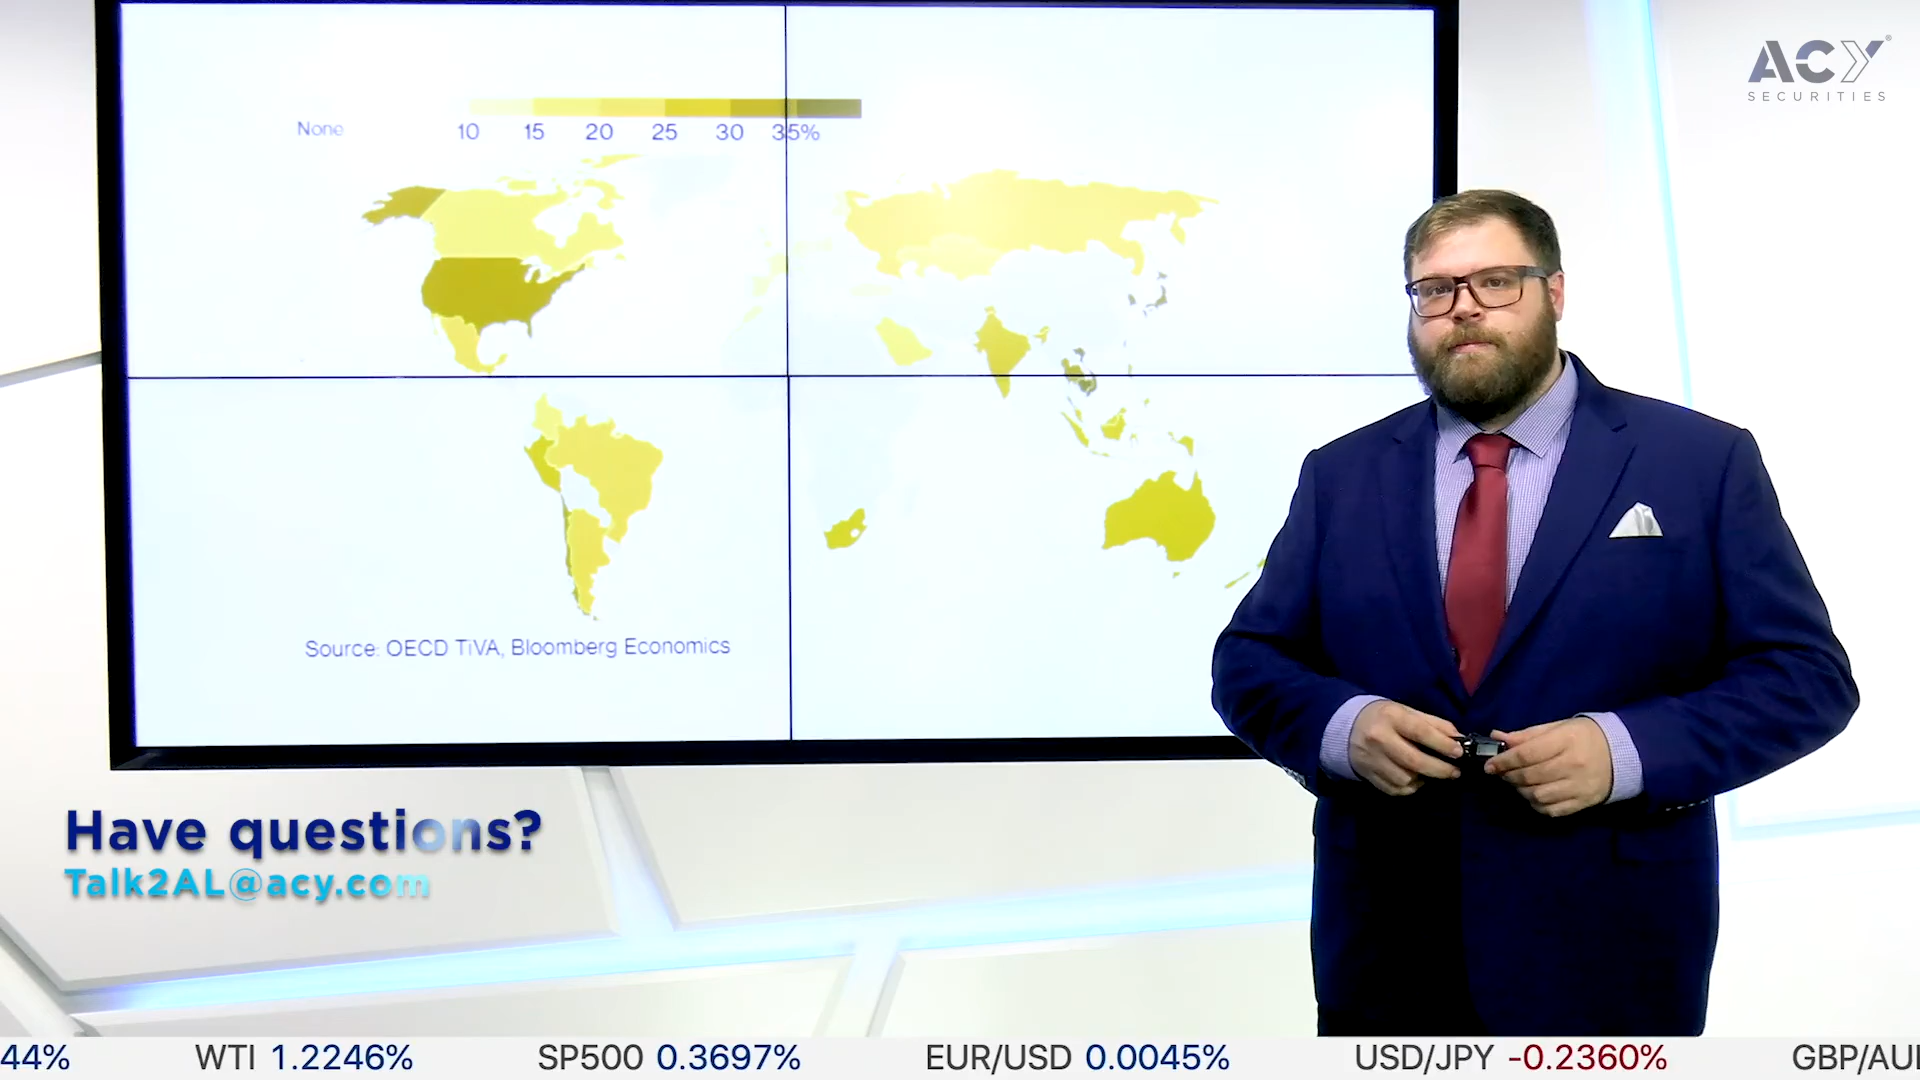 ACY
SECURITIES
None 10 15 20 25 30 35%
Source: OECD TiVA, Bloomberg Economics
Have questions?
Talk2AL@acy.com
44% WTI 1.2246% SP500 0.3697% EUR/USD 0.0045% USD/JPY -0.2360% GBP/AU